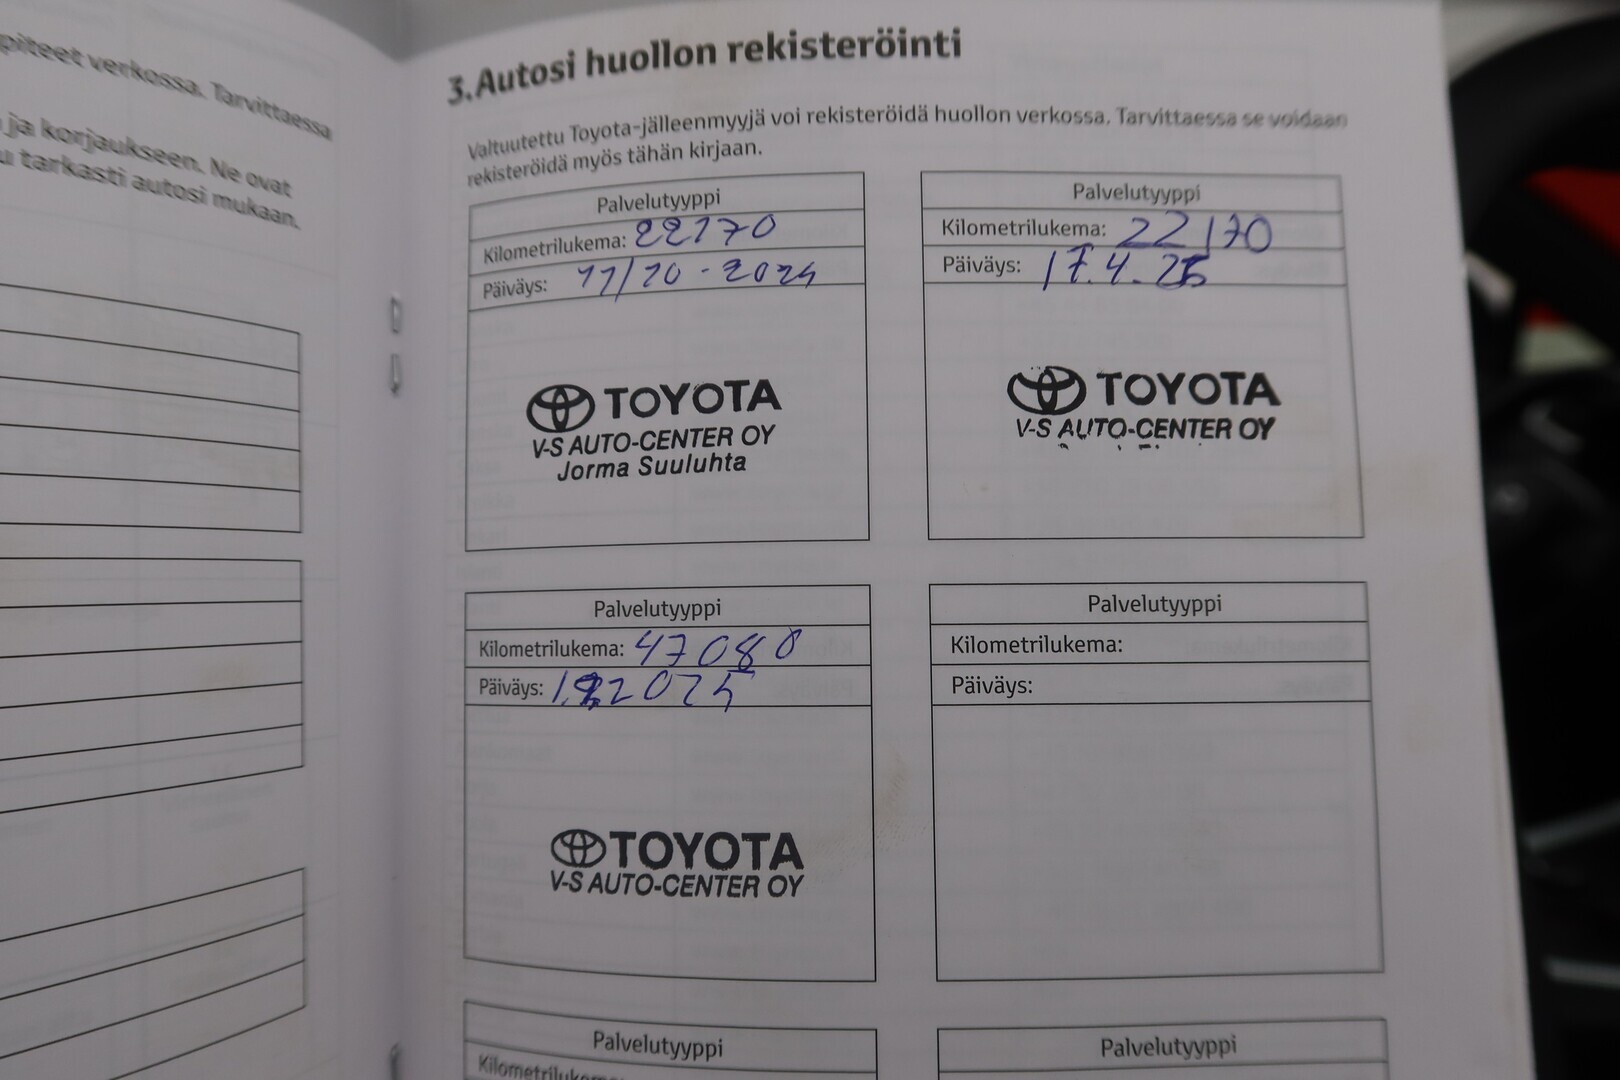 piteet verkossa. Tarvittaessa
ja korjaukseen. Ne ovat
tarkasti autosi mukaan.
3. Autosi huollon rekisteröinti
Valtuutettu Toyota-jälleenmyyjä voi rekisteröidä huollon verkossa. Tarvittaessa se voidaan
rekisteröidä myös tähän kirjaan.
Palvelutyyppi
Kilometrilukema: 22170
Päiväys: 11/10-2024
TOYOTA
V-S AUTO-CENTER OY
Jorma Suuluhta
Palvelutyyppi
Kilometrilukema: 22170
Päiväys: 17.4.25
TOYOTA
V-S AUTO-CENTER OY
Palvelutyyppi
Kilometrilukema: 47080
Päiväys:
TOYOTA
V-S AUTO-CENTER OY
Palvelutyyppi
Kilometrilukema:
Päiväys:
Palvelutyyppi
Kilometrilukema:
Palvelutyyppi